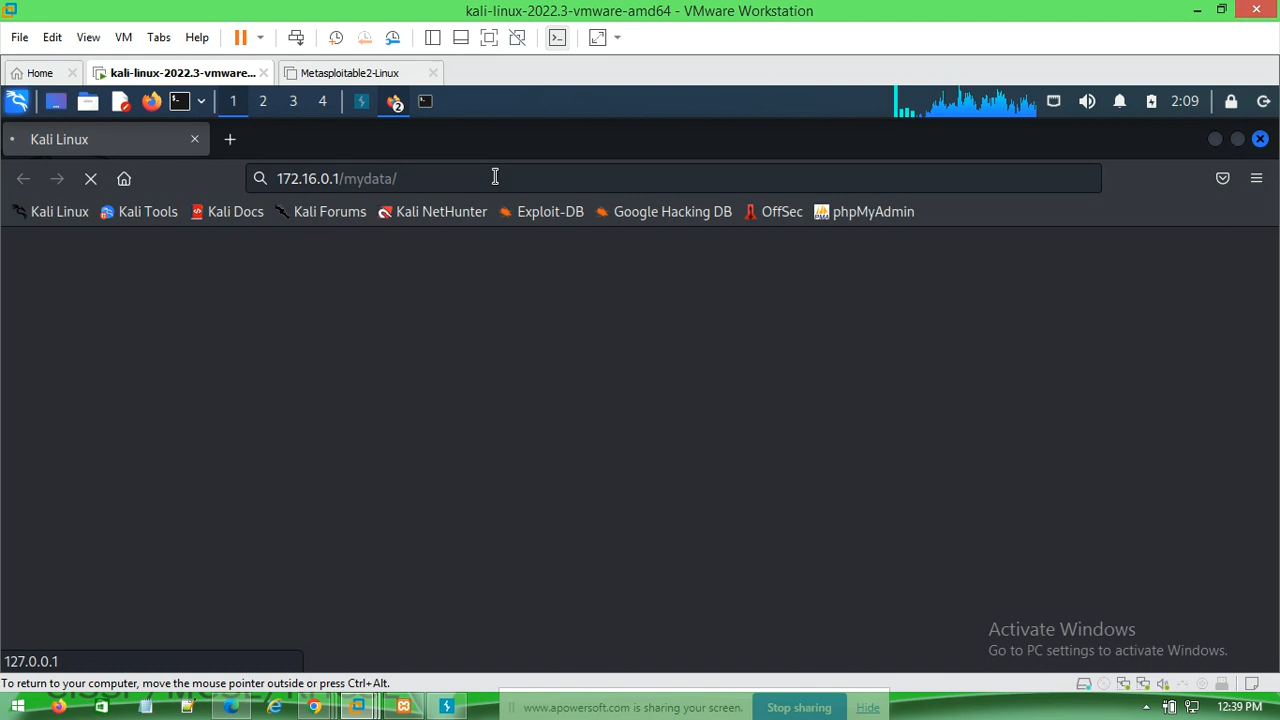 kali-linux-2022.3-vmware-amd64 - VMware Workstation
File Edit View VM Tabs Help
Home kali-linux-2022.3-vmware... Metasploitable2-Linux
1 2 3 4 2 2:09
Kali Linux
172.16.0.1/mydata/
Kali Linux Kali Tools Kali Docs Kali Forums Kali NetHunter Exploit-DB Google Hacking DB OffSec phpMyAdmin
Activate Windows
Go to PC settings to activate Windows.
127.0.0.1
To return to your computer, move the mouse pointer outside or press Ctrl+Alt.
www.apowersoft.com is sharing your screen. Stop sharing Hide
12:39 PM